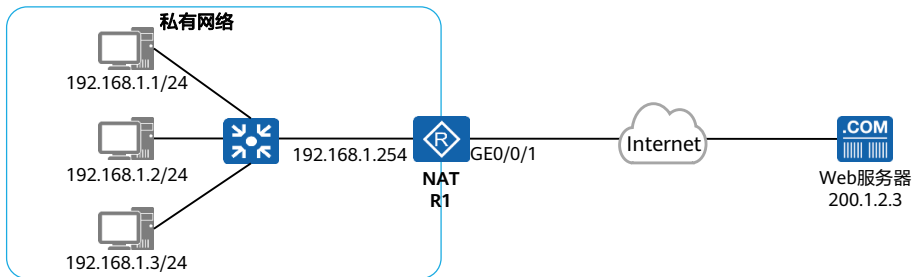 私有网络
192.168.1.1/24
192.168.1.2/24
192.168.1.3/24
192.168.1.254
R
GE0/0/1
NAT
R1
Internet
.COM
Web服务器
200.1.2.3